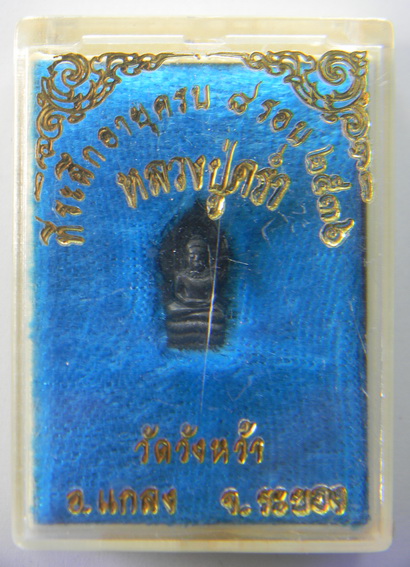 ที่ระลึกอายุครบ ๘ รอบ ๒๕๓๖
หลวงปู่คร่ำ
วัดวังหว้า
อ.แกลง จ.ระยอง